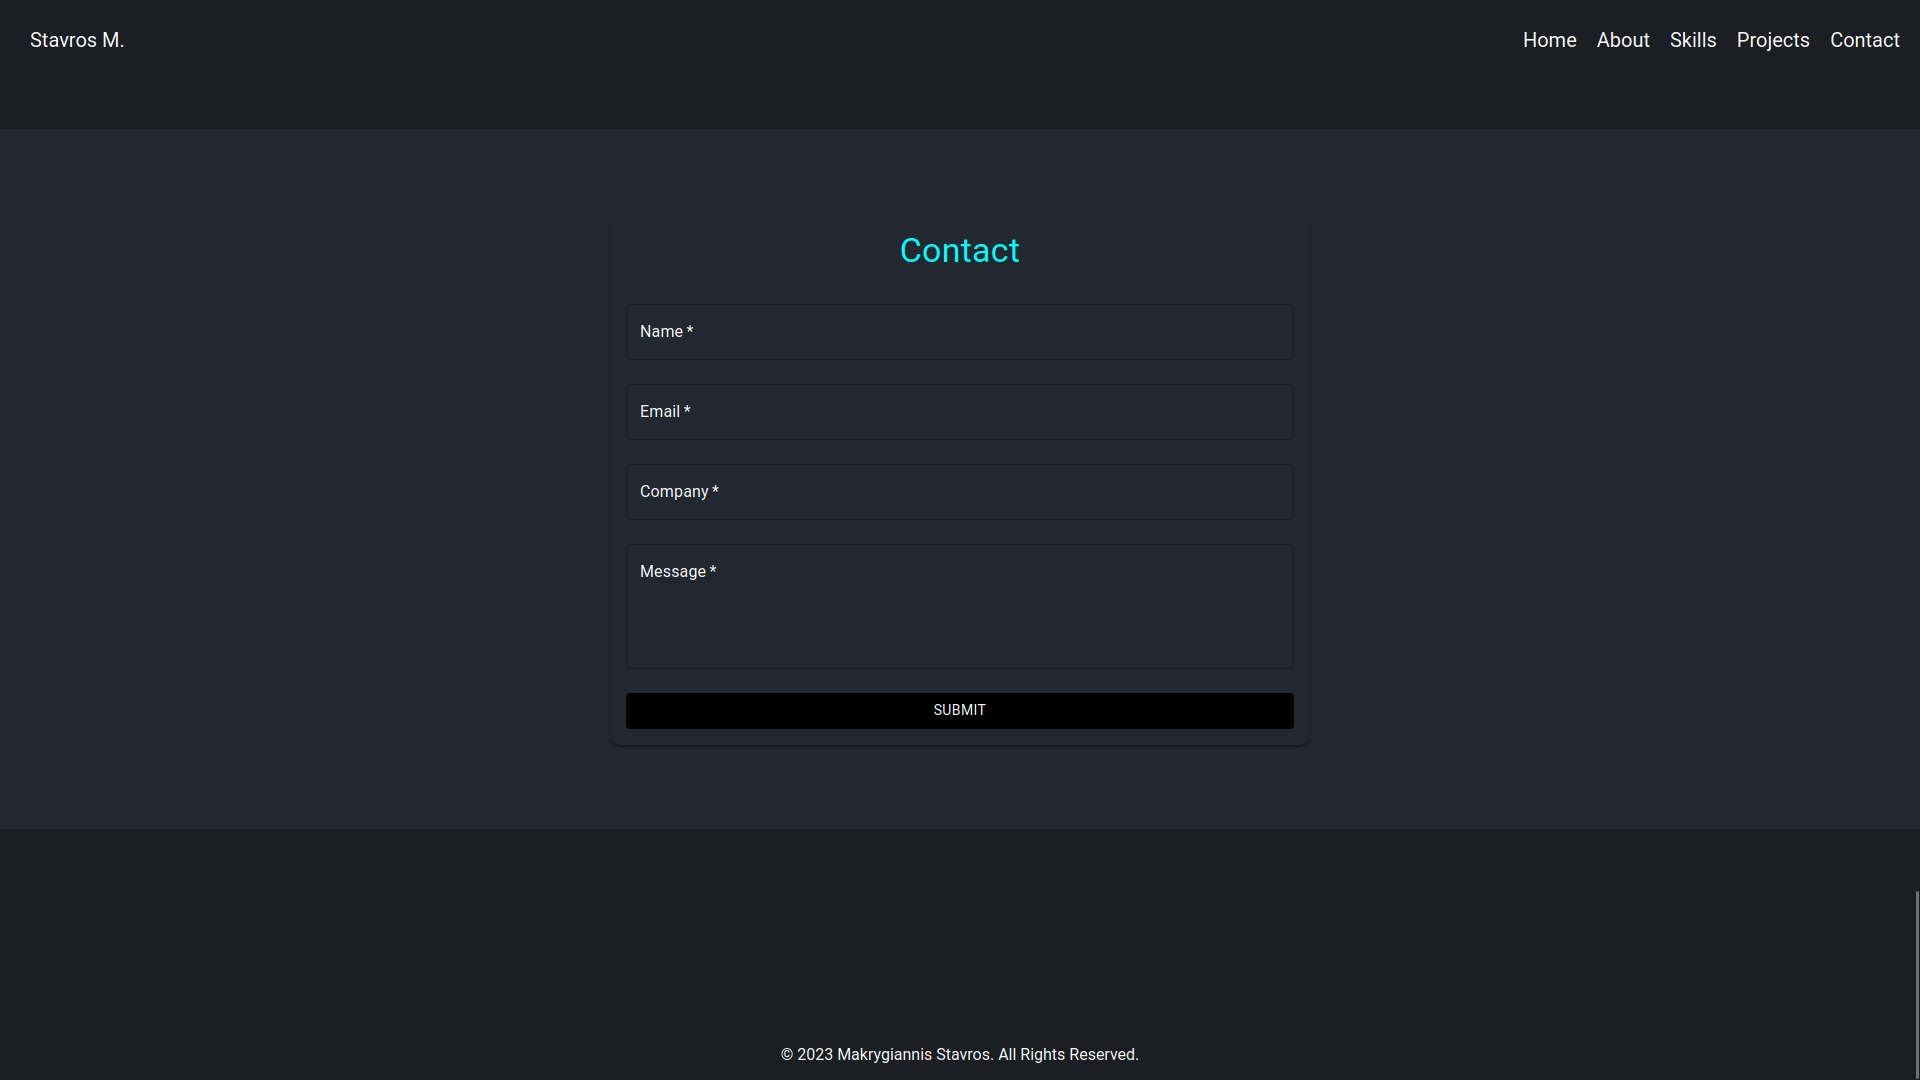 Stavros M.
Home About Skills Projects Contact
Contact
Name *
Email *
Company *
Message *
SUBMIT
© 2023 Makrygiannis Stavros. All Rights Reserved.